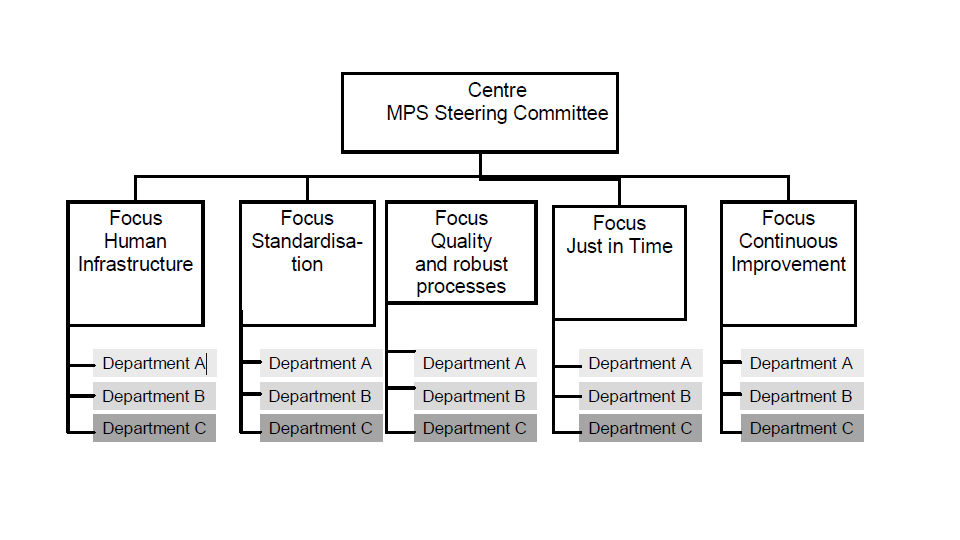 Centre
MPS Steering Committee
Focus
Human
Infrastructure
Focus
Standardisa-
tion
Focus
Quality
and robust
processes
Focus
Just in Time
Focus
Continuous
Improvement
Department A
Department B
Department C
Department A
Department B
Department C
Department A
Department B
Department C
Department A
Department B
Department C
Department A
Department B
Department C